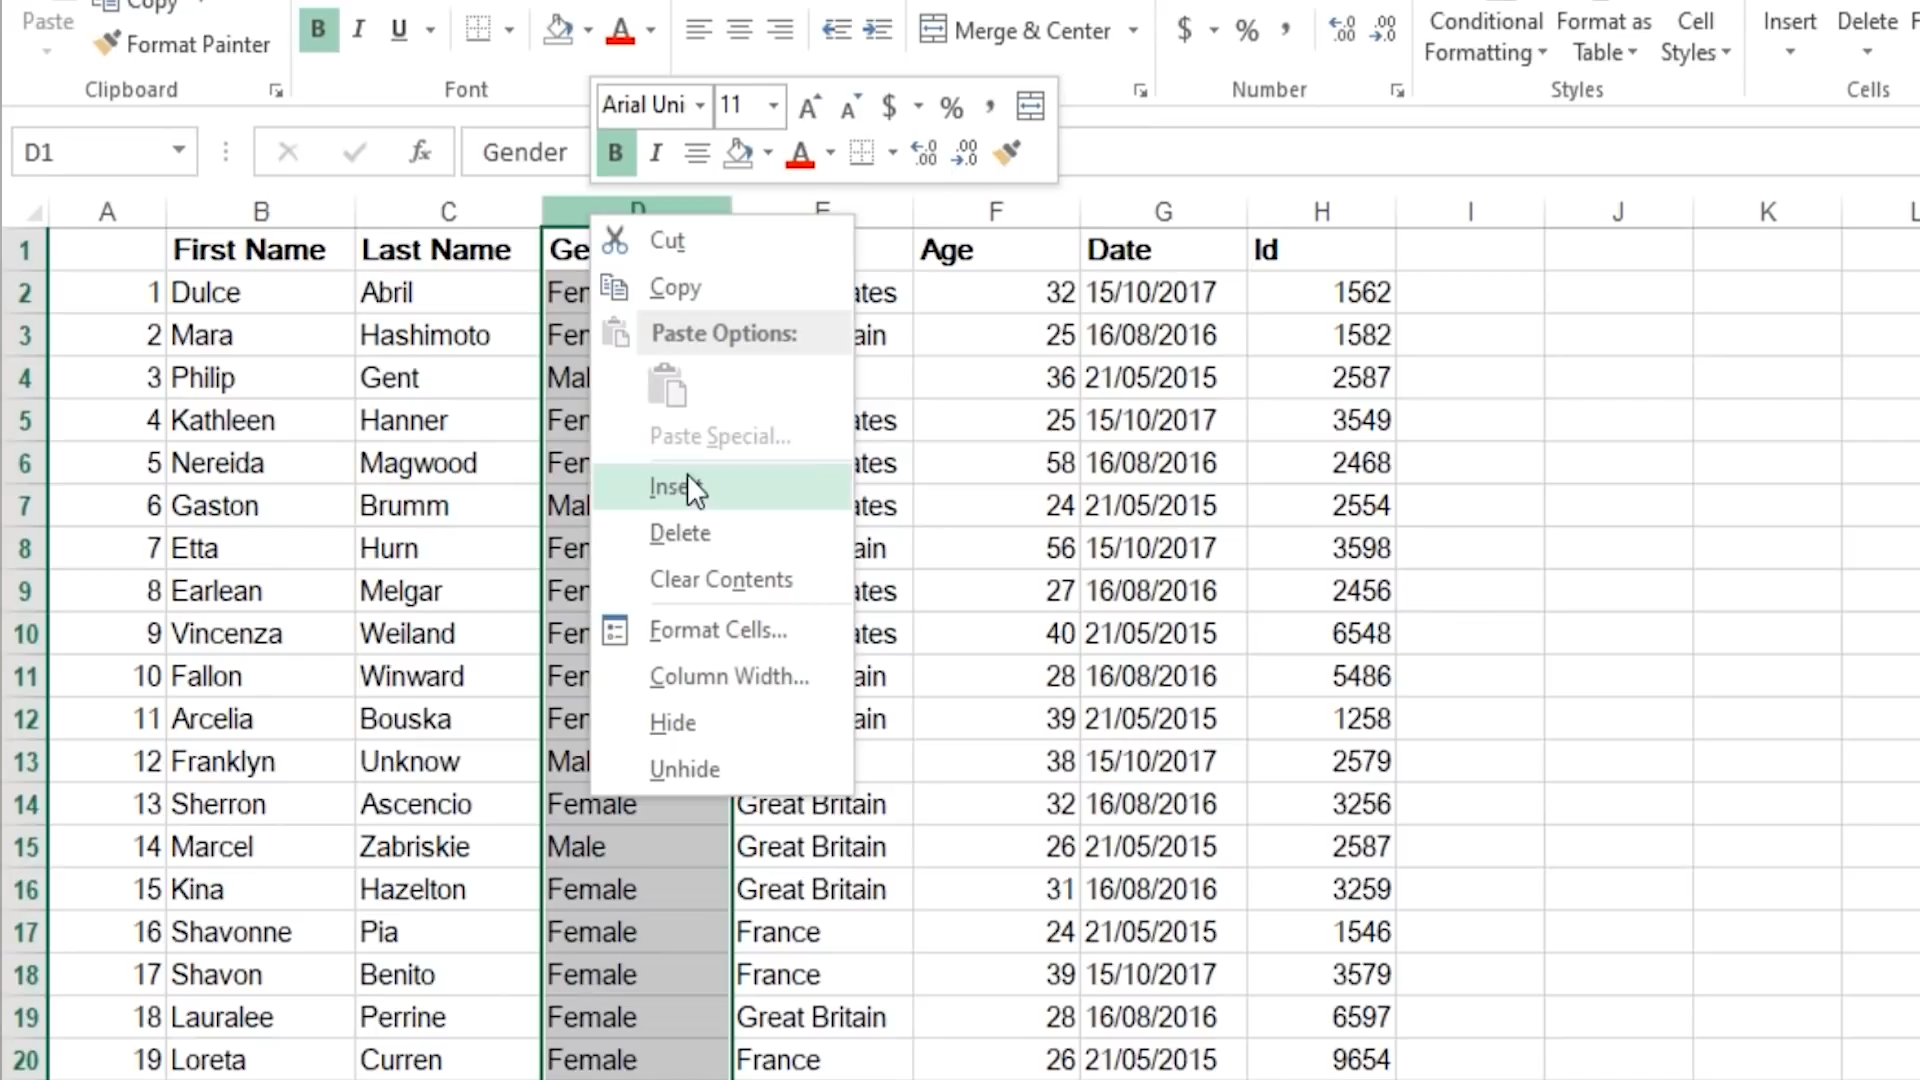 Copy
Paste
Format Painter
B I U
Merge & Center
$ % ,
Conditional Formatting
Format as Table
Cell Styles
Insert
Delete
Clipboard
Font
Number
Styles
Cells
Arial Uni 11 A A $ % ,
B I A
D1
fx
Gender
A B C D E F G H I J K L
1 First Name Last Name Ge Age Date Id
2 1 Dulce Abril Fer ates 32 15/10/2017 1562
3 2 Mara Hashimoto Fer ain 25 16/08/2016 1582
4 3 Philip Gent Mal 36 21/05/2015 2587
5 4 Kathleen Hanner Fer ates 25 15/10/2017 3549
6 5 Nereida Magwood Fer ates 58 16/08/2016 2468
7 6 Gaston Brumm Mal ates 24 21/05/2015 2554
8 7 Etta Hurn Fer ain 56 15/10/2017 3598
9 8 Earlean Melgar Fer ates 27 16/08/2016 2456
10 9 Vincenza Weiland Fer ates 40 21/05/2015 6548
11 10 Fallon Winward Fer ain 28 16/08/2016 5486
12 11 Arcelia Bouska Fer ain 39 21/05/2015 1258
13 12 Franklyn Unknow Mal 38 15/10/2017 2579
14 13 Sherron Ascencio Female Great Britain 32 16/08/2016 3256
15 14 Marcel Zabriskie Male Great Britain 26 21/05/2015 2587
16 15 Kina Hazelton Female Great Britain 31 16/08/2016 3259
17 16 Shavonne Pia Female France 24 21/05/2015 1546
18 17 Shavon Benito Female France 39 15/10/2017 3579
19 18 Lauralee Perrine Female Great Britain 28 16/08/2016 6597
20 19 Loreta Curren Female France 26 21/05/2015 9654
Cut
Copy
Paste Options:
Paste Special...
Insert
Delete
Clear Contents
Format Cells...
Column Width...
Hide
Unhide